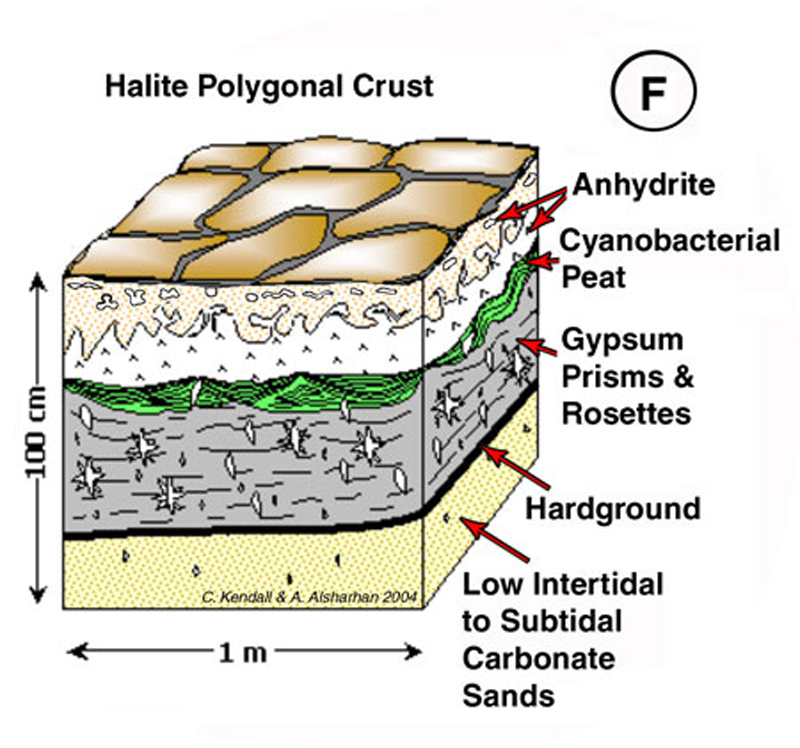 Halite Polygonal Crust
F
Anhydrite
Cyanobacterial
Peat
Gypsum
Prisms &
Rosettes
100 cm
Hardground
Low Intertidal
to Subtidal
Carbonate
Sands
C. Kendall & A. Alsharhan 2004
1 m